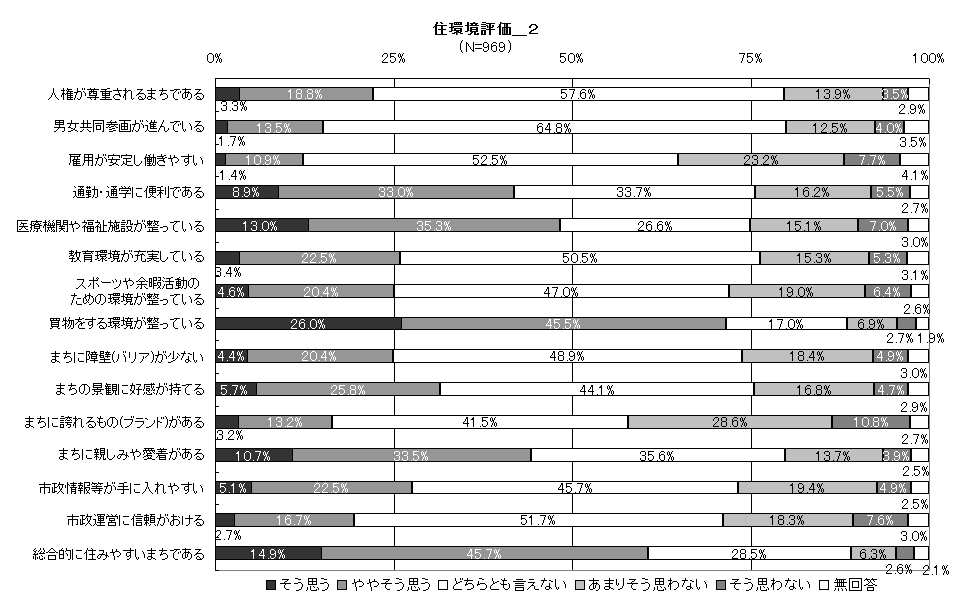 住環境評価__２
(N=969)
0% 25% 50% 75% 100%
人権が尊重されるまちである 18.8% 57.6% 13.9% 3.5%
3.3% 2.9%
男女共同参画が進んでいる 13.5% 64.8% 12.5% 4.0%
1.7% 3.5%
雇用が安定し働きやすい 10.9% 52.5% 23.2% 7.7%
1.4% 4.1%
通勤・通学に便利である 8.9% 33.0% 33.7% 16.2% 5.5%
2.7%
医療機関や福祉施設が整っている 13.0% 35.3% 26.6% 15.1% 7.0%
3.0%
教育環境が充実している 22.5% 50.5% 15.3% 5.3%
3.4% 3.1%
スポーツや余暇活動の
ための環境が整っている 4.6% 20.4% 47.0% 19.0% 6.4%
2.6%
買物をする環境が整っている 26.0% 45.5% 17.0% 6.9%
2.7% 1.9%
まちに障壁(バリア)が少ない 4.4% 20.4% 48.9% 18.4% 4.9%
3.0%
まちの景観に好感が持てる 5.7% 25.8% 44.1% 16.8% 4.7%
2.9%
まちに誇れるもの(ブランド)がある 13.2% 41.5% 28.6% 10.8%
3.2% 2.7%
まちに親しみや愛着がある 10.7% 33.5% 35.6% 13.7% 3.9%
2.5%
市政情報等が手に入れやすい 5.1% 22.5% 45.7% 19.4% 4.9%
2.5%
市政運営に信頼がおける 16.7% 51.7% 18.3% 7.6%
2.7% 3.0%
総合的に住みやすいまちである 14.9% 45.7% 28.5% 6.3%
2.6% 2.1%
そう思う ややそう思う どちらとも言えない あまりそう思わない そう思わない 無回答